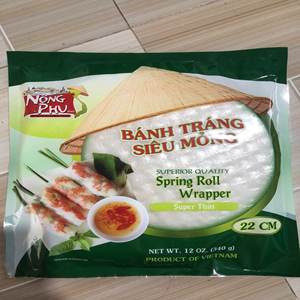 NÔNG
PHU
BÁNH TRÁNG
SIÊU MỎNG
SUPERIOR QUALITY
Spring Roll
Wrapper
Super Thin
22 CM
NET WT. 12 OZ. (340 g)
PRODUCT OF VIETNAM